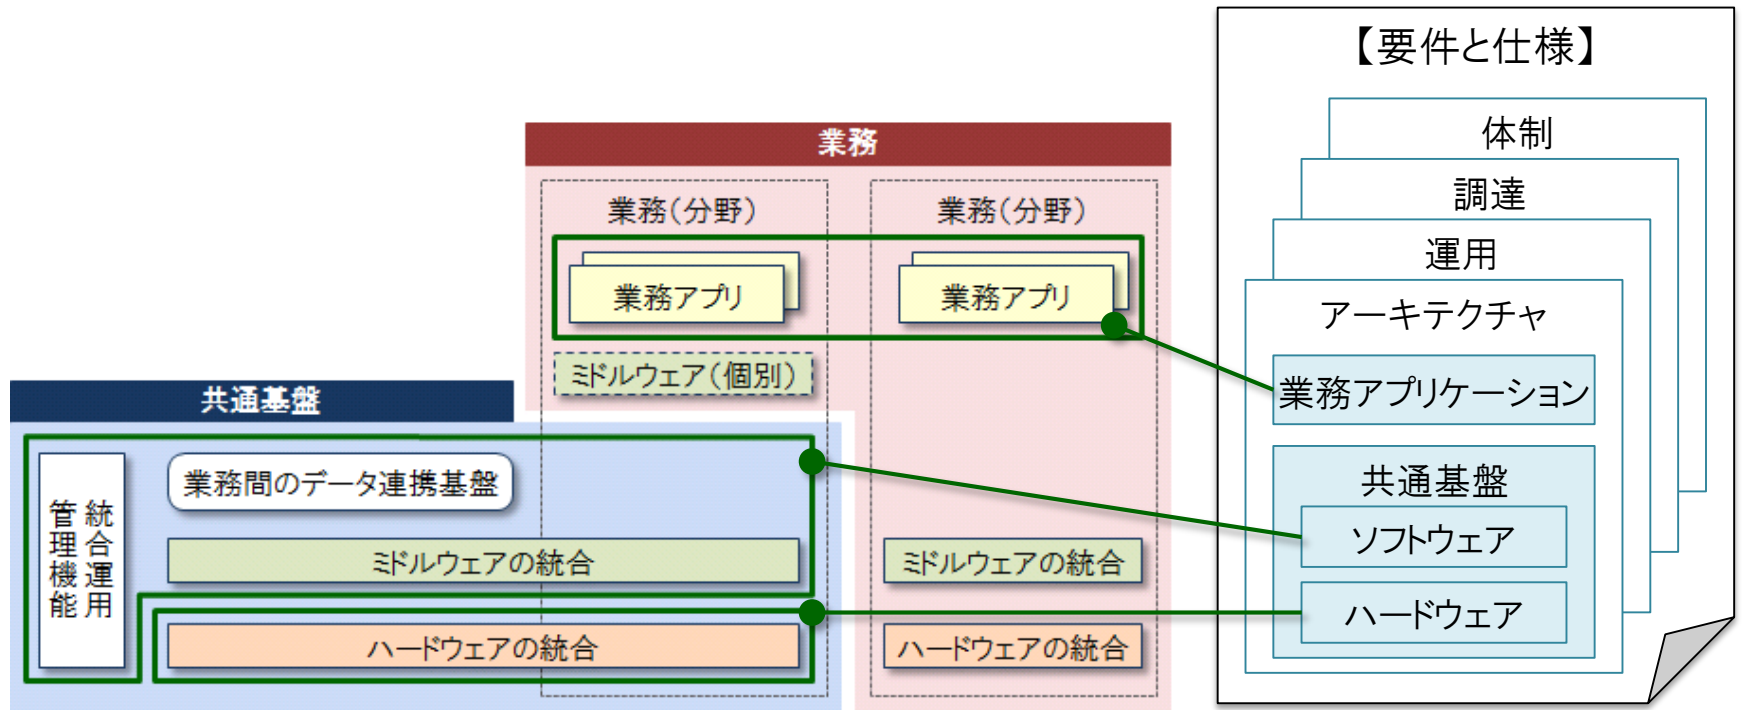 【要件と仕様】
体制
調達
運用
アーキテクチャ
業務アプリケーション
共通基盤
ソフトウェア
ハードウェア
業務
業務(分野)
業務(分野)
業務アプリ
業務アプリ
ミドルウェア(個別)
共通基盤
統合運用
管理機能
業務間のデータ連携基盤
ミドルウェアの統合
ミドルウェアの統合
ハードウェアの統合
ハードウェアの統合